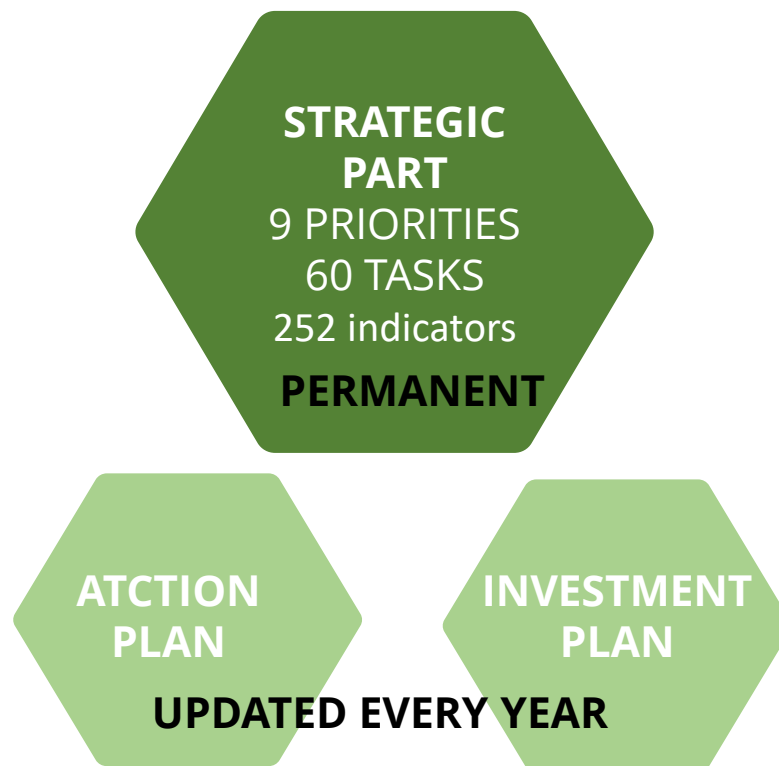 STRATEGIC
PART
9 PRIORITIES
60 TASKS
252 indicators
PERMANENT
ATCTION
PLAN
INVESTMENT
PLAN
UPDATED EVERY YEAR